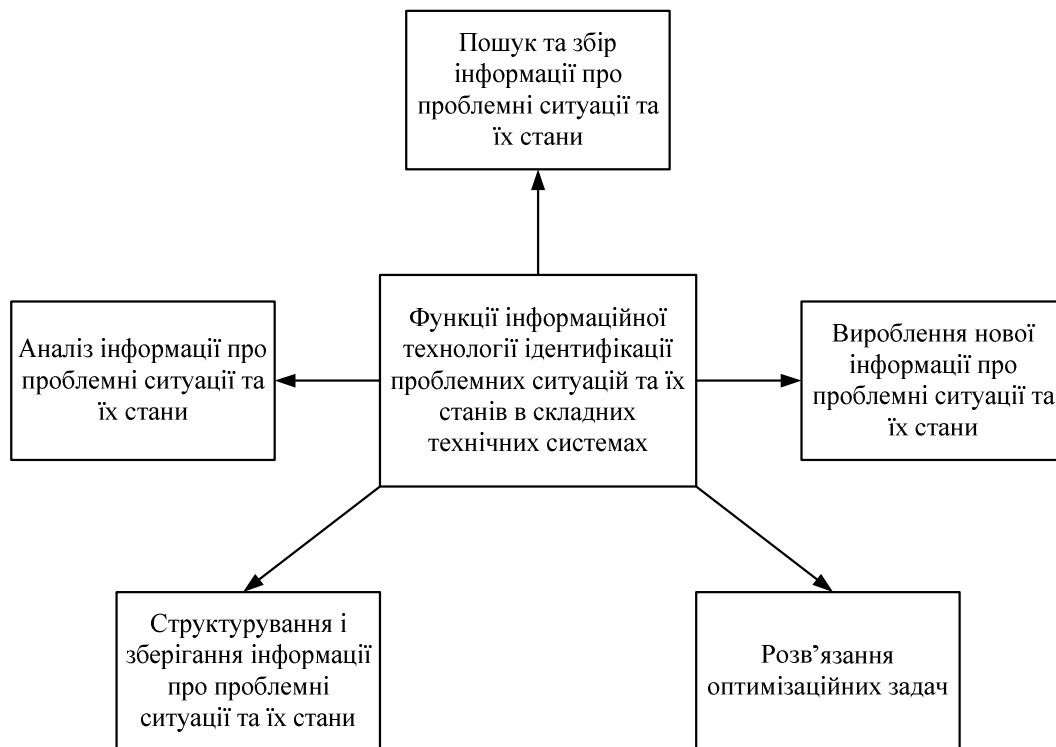 Пошук та збір
інформації про
проблемні ситуації та
їх стани
Аналіз інформації про
проблемні ситуації та
їх стани
Функції інформаційної
технології ідентифікації
проблемних ситуацій та їх
станів в складних
технічних системах
Вироблення нової
інформації про
проблемні ситуації та
їх стани
Структурування і
зберігання інформації
про проблемні
ситуації та їх стани
Розв’язання
оптимізаційних задач